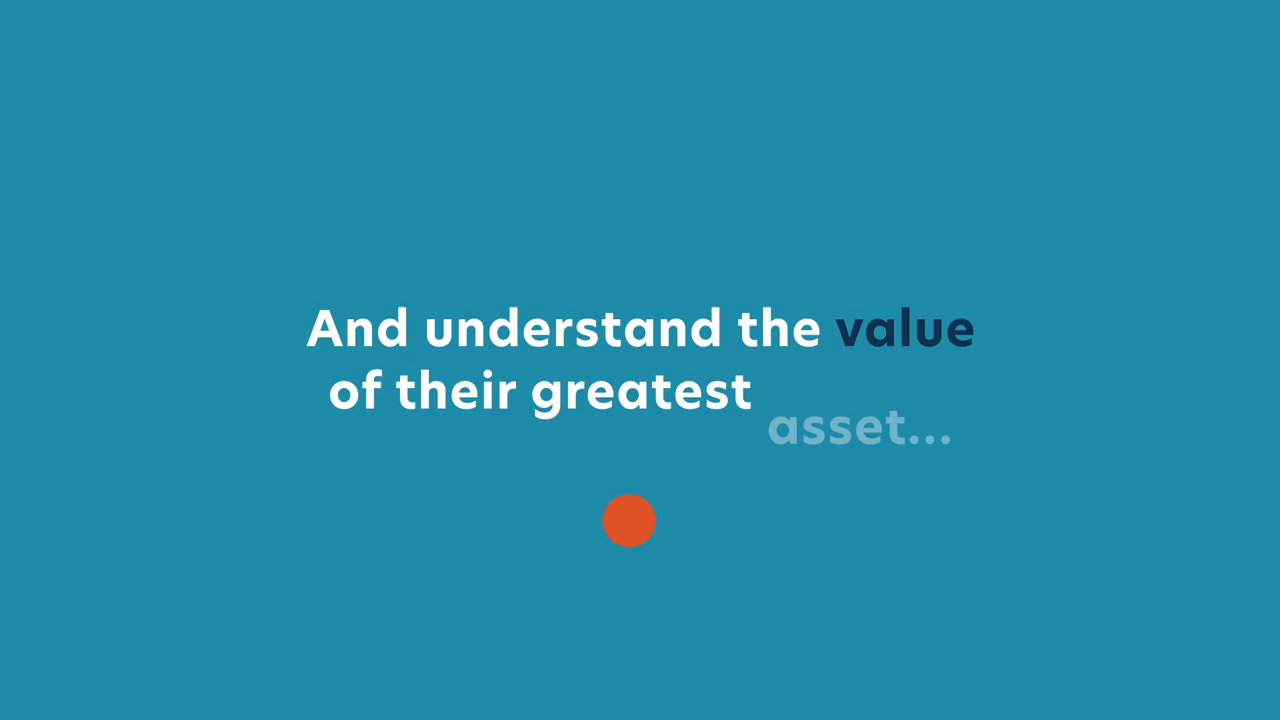 And understand the value
of their greatest asset...